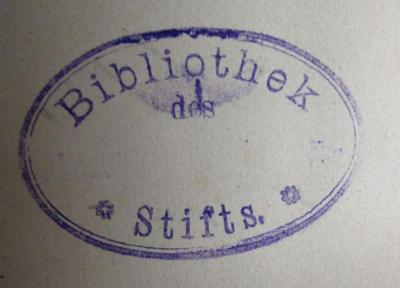 Bibliothek
des
* Stifts. *